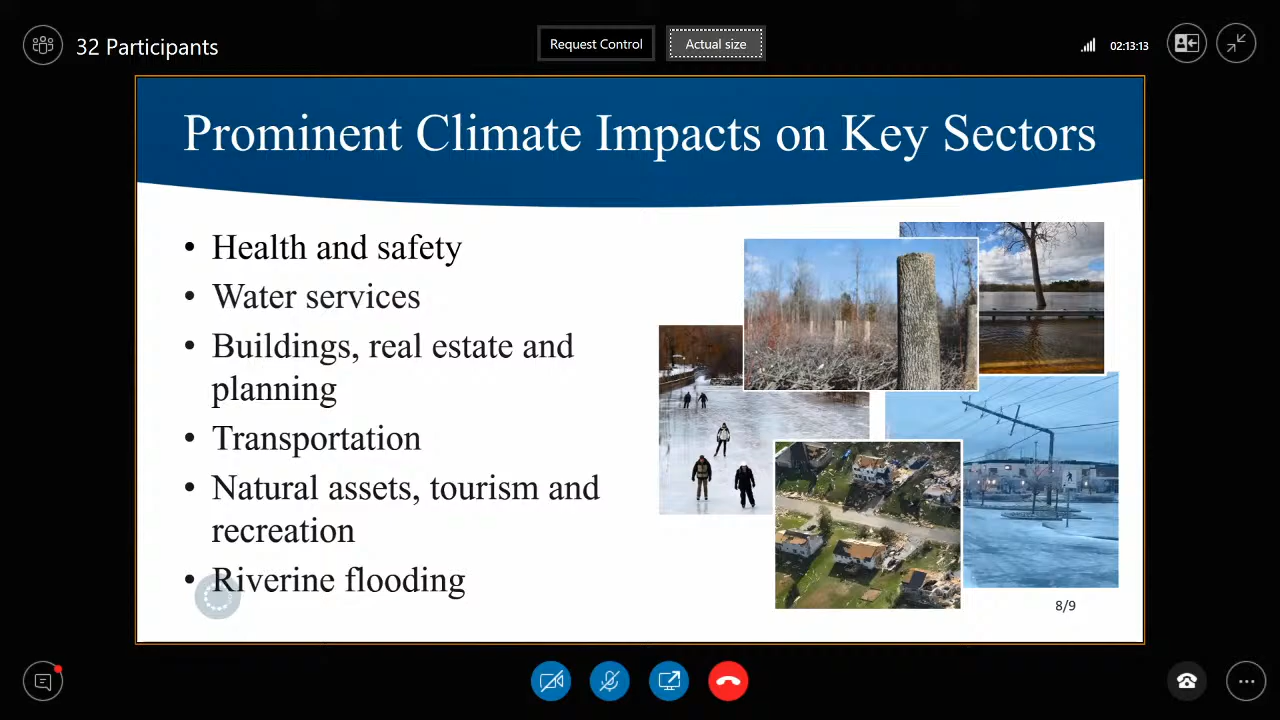 32 Participants
Request Control
Actual size
02:13:13
Prominent Climate Impacts on Key Sectors
• Health and safety
• Water services
• Buildings, real estate and
planning
• Transportation
• Natural assets, tourism and
recreation
• Riverine flooding
8/9